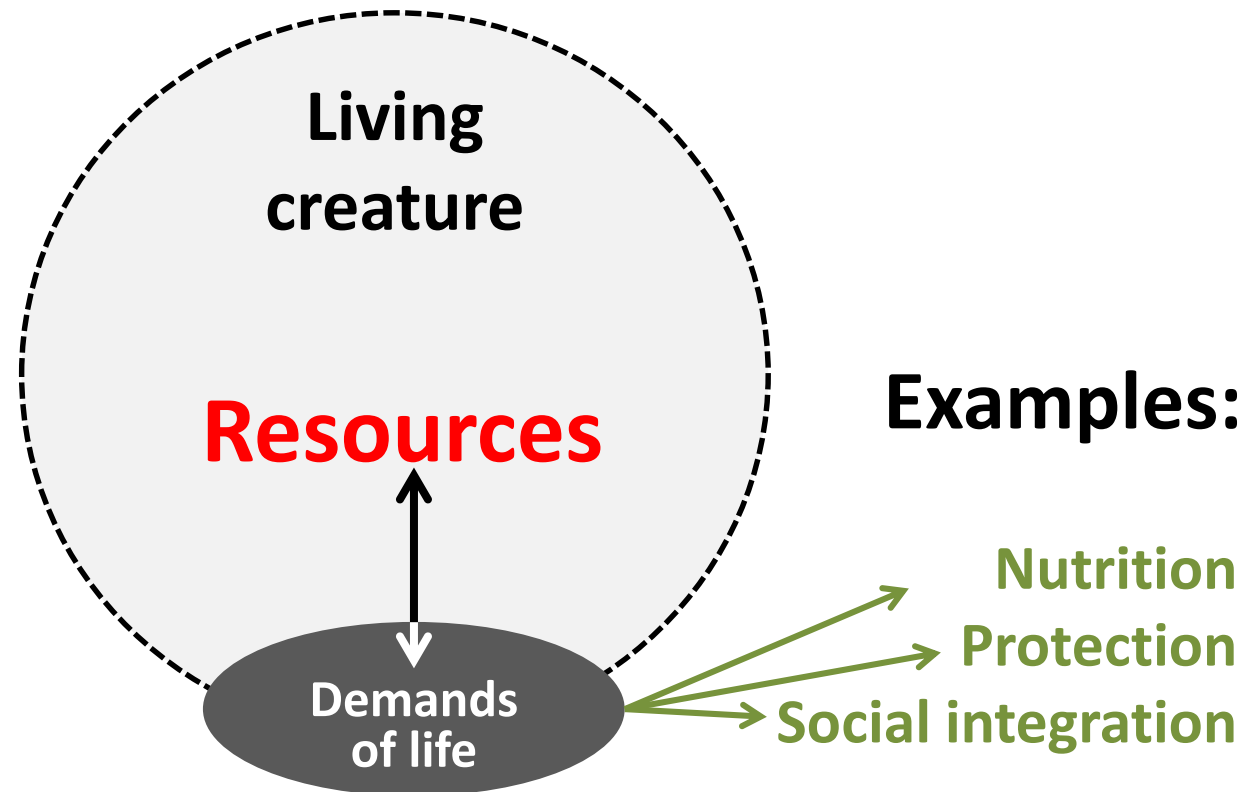 Living
creature
Resources
Examples:
Nutrition
Protection
Social integration
Demands
of life